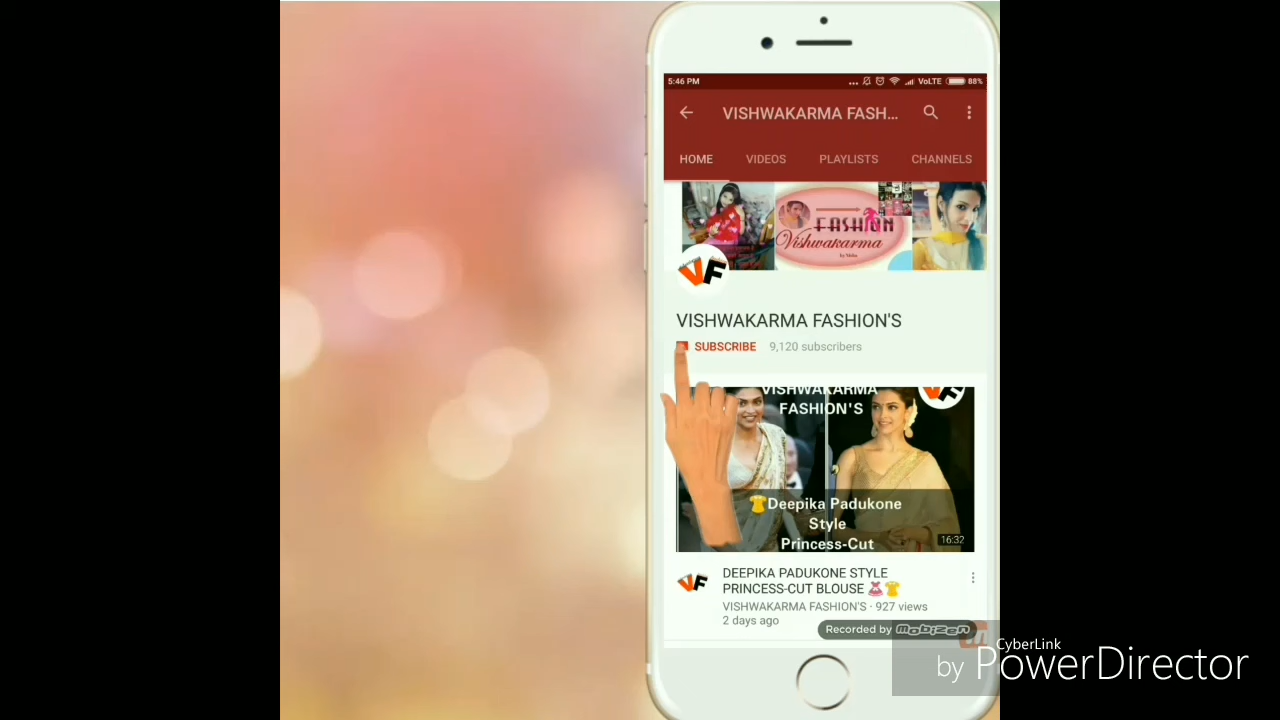 5:46 PM
VoLTE 88%
VISHWAKARMA FASH...
HOME VIDEOS PLAYLISTS CHANNELS
FASHION
Vishwakarma
VF
VISHWAKARMA FASHION'S
SUBSCRIBE 9,120 subscribers
VISHWAKARMA
FASHION'S
VF
Deepika Padukone
Style
Princess-Cut
16:32
VF
DEEPIKA PADUKONE STYLE
PRINCESS-CUT BLOUSE 👗👚
VISHWAKARMA FASHION'S · 927 views
2 days ago
Recorded by Mobizen
CyberLink
by PowerDirector